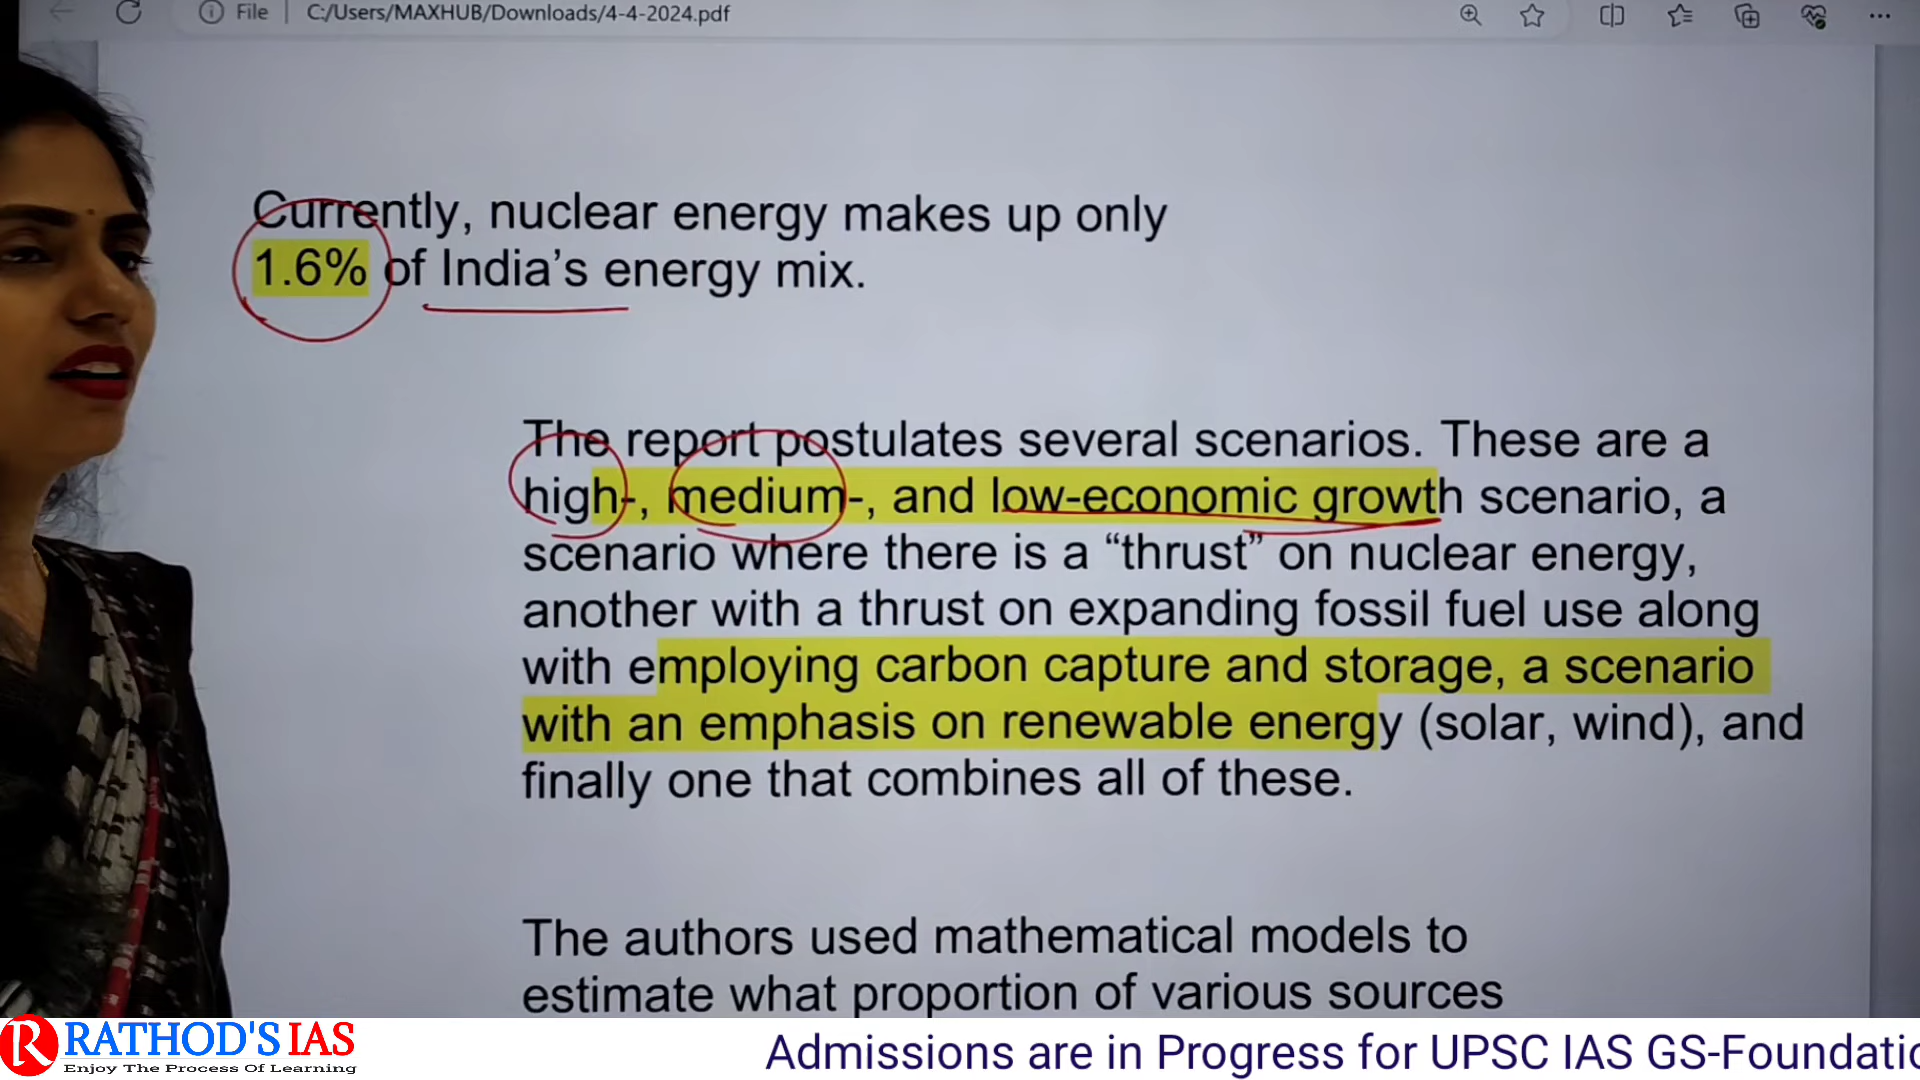 File
C:/Users/MAXHUB/Downloads/4-4-2024.pdf
Currently, nuclear energy makes up only
1.6% of India’s energy mix.
The report postulates several scenarios. These are a
high-, medium-, and low-economic growth scenario, a
scenario where there is a “thrust” on nuclear energy,
another with a thrust on expanding fossil fuel use along
with employing carbon capture and storage, a scenario
with an emphasis on renewable energy (solar, wind), and
finally one that combines all of these.
The authors used mathematical models to
estimate what proportion of various sources
R RATHOD'S IAS
Enjoy The Process Of Learning
Admissions are in Progress for UPSC IAS GS-Foundatio